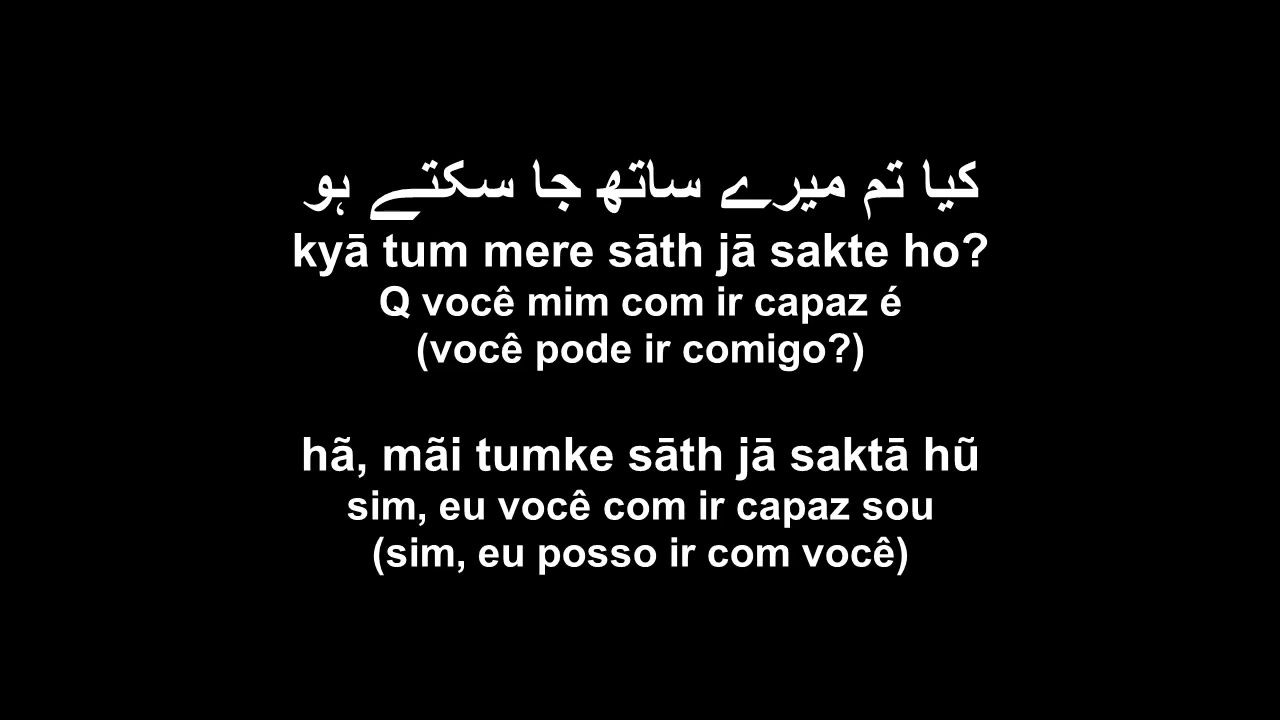 کیا تم میرے ساتھ جا سکتے ہو
kyā tum mere sāth jā sakte ho?
Q você mim com ir capaz é
(você pode ir comigo?)
hã, mãi tumke sāth jā saktā hũ
sim, eu você com ir capaz sou
(sim, eu posso ir com você)